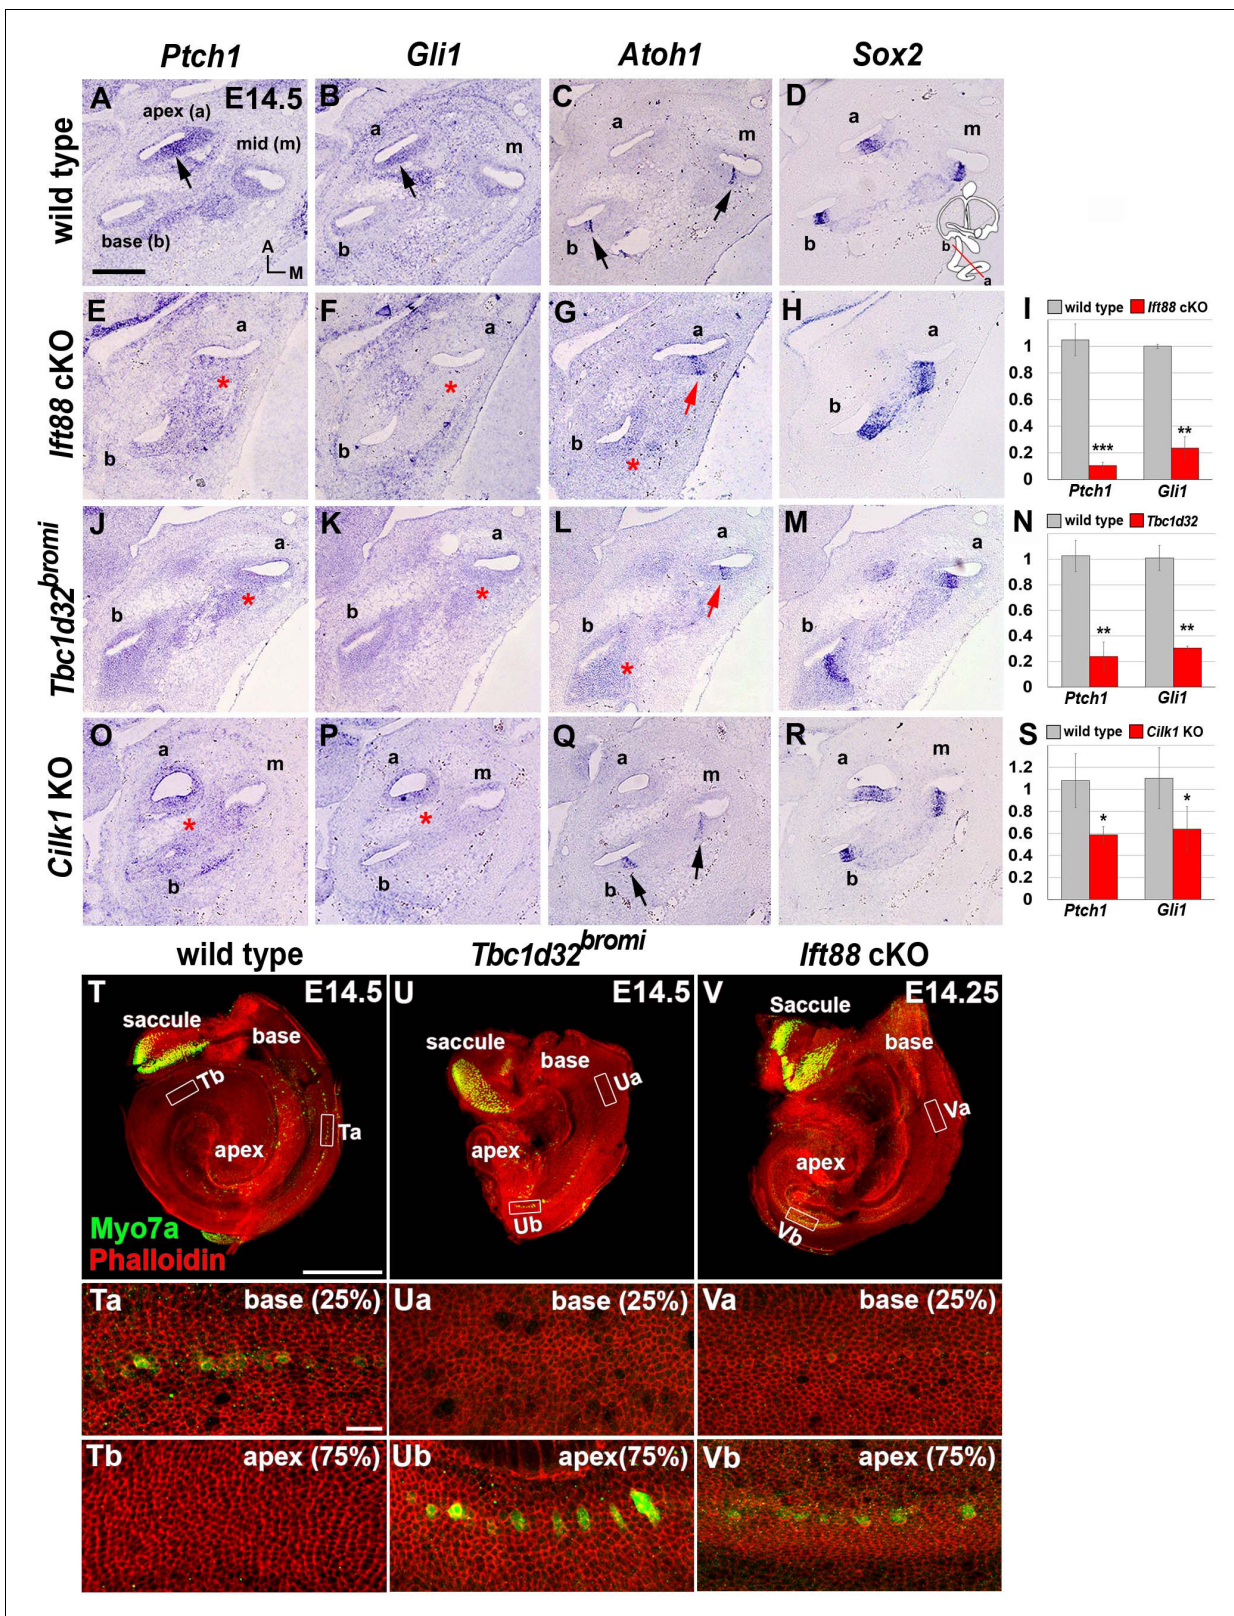 Ptch1 Gli1 Atoh1 Sox2
wild type
A E14.5
apex (a)
mid (m)
base (b)
A
M
B
a
m
b
C
a
m
b
D
a
m
b
b
a
Ift88 cKO
E
a
*
b
F
a
*
b
G
a
b
*
H
a
b
I wild type Ift88 cKO
1
0.8
0.6
0.4
0.2
0
***
**
Ptch1 Gli1
Tbc1d32bromi
J
a
b
*
K
a
b
*
L
a
b
*
M
a
b
N wild type Tbc1d32
1
0.8
0.6
0.4
0.2
0
**
**
Ptch1 Gli1
Cilk1 KO
O
a
m
*
b
P
a
m
*
b
Q
a
m
b
R
a
m
b
S wild type Cilk1 KO
1.2
1
0.8
0.6
0.4
0.2
0
*
*
Ptch1 Gli1
wild type Tbc1d32bromi Ift88 cKO
T E14.5
saccule
base
Tb
Ta
apex
Myo7a
Phalloidin
U E14.5
saccule
base
Ua
apex
Ub
V E14.25
Saccule
base
Va
apex
Vb
Ta base (25%)
Ua base (25%)
Va base (25%)
Tb apex (75%)
Ub apex(75%)
Vb apex (75%)